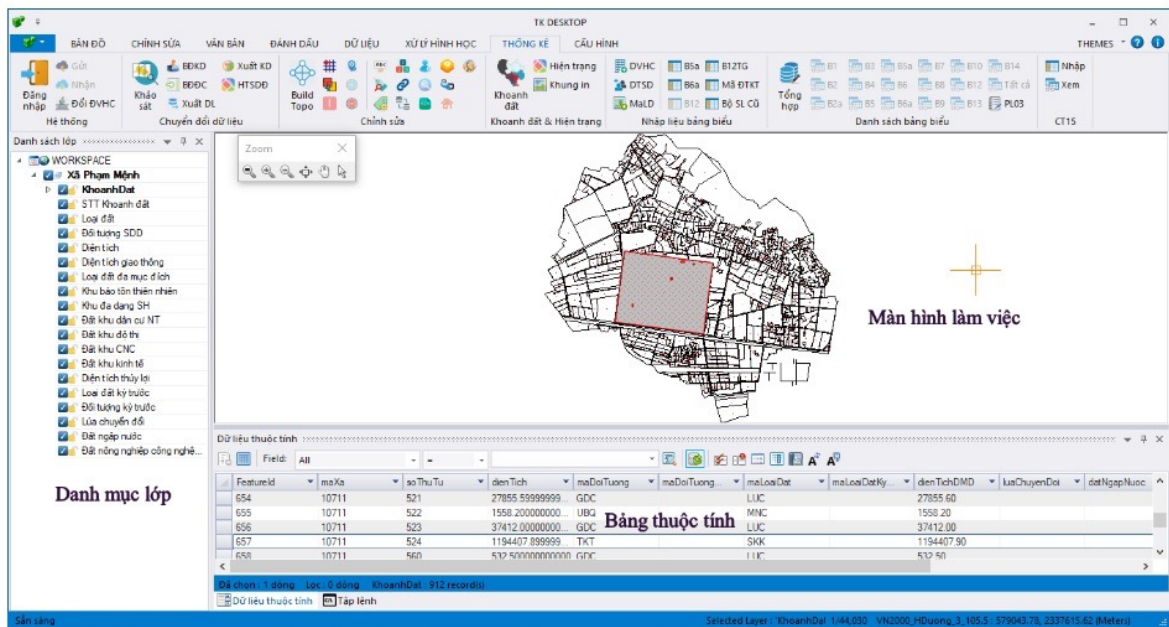 TK DESKTOP
BẢN ĐỒ CHỈNH SỬA VĂN BẢN ĐÁNH DẤU DỮ LIỆU XỬ LÝ HÌNH HỌC THỐNG KÊ CẤU HÌNH THEMES
Đăng nhập
Gửi
Nhận
Đổi ĐVHC
Hệ thống
Khảo sát
BĐKD
BĐĐC
Xuất DL
Xuất KD
HTSDĐ
Chuyển đổi dữ liệu
Build Topo
Chỉnh sửa
Khoanh đất
Hiện trạng
Khung in
Khoanh đất & Hiện trạng
ĐVHC B5a B12TG
DTSD B6a Mã ĐTKT
MaLD B12 Bộ SL Cũ
Nhập liệu bảng biểu
Tổng hợp
B1 B3 B5a B7 B10 B14
B2 B4 B6 B8 B12 Tất cả
B2a B5 B6a B9 B13 PL03
Danh sách bảng biểu
Nhập
Xem
CT15
Danh sách lớp
WORKSPACE
Xã Phạm Mệnh
KhoanhDat
STT Khoanh đất
Loại đất
Đối tượng SDD
Diện tích
Diện tích giao thông
Loại đất đa mục đích
Khu bảo tồn thiên nhiên
Khu đa dạng SH
Đất khu dân cư NT
Đất khu đô thị
Đất khu CNC
Đất khu kinh tế
Diện tích thủy lợi
Loại đất kỳ trước
Đối tượng kỳ trước
Lúa chuyển đổi
Đất ngập nước
Đất nông nghiệp công nghệ...
Danh mục lớp
Zoom
Màn hình làm việc
Dữ liệu thuộc tính
Field: All =
FeatureId maXa soThuTu dienTich maDoiTuong maDoiTuong... maLoaiDat maLoaiDatKy... dienTichDMD luaChuyenDoi datNgapNuoc
654 10711 521 27855.59999999... GDC LUC 27855.60
655 10711 522 1558.200000000... UBQ MNC 1558.20
656 10711 523 37412.00000000... GDC LUC 37412.00
657 10711 524 1194407.899999... TKT SKK 1194407.90
658 10711 560 532.500000000000 GDC LUC 532.50
Bảng thuộc tính
Đã chọn : 1 dòng Lọc : 0 dòng KhoanhDat : 912 record(s)
Dữ liệu thuộc tính Tập lệnh
Sẵn sàng Selected Layer : 'KhoanhDat' 1/44,030 VN2000_HDuong_3_105.5 : 579043.78, 2337615.62 (Meters)